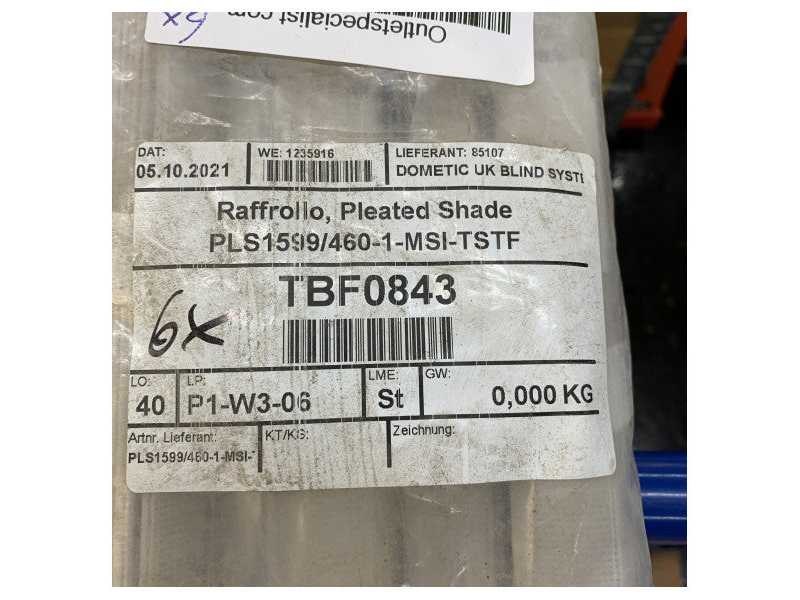 Outletspecialist.com
6x
DAT:
05.10.2021
WE: 1235916
LIEFERANT: 85107
DOMETIC UK BLIND SYSTE
Raffrollo, Pleated Shade
PLS1599/460-1-MSI-TSTF
TBF0843
6x
LO:
40
LP:
P1-W3-06
LME:
St
GW:
0,000 KG
Artnr. Lieferant:
PLS1599/460-1-MSI-
KT/KG:
Zeichnung: